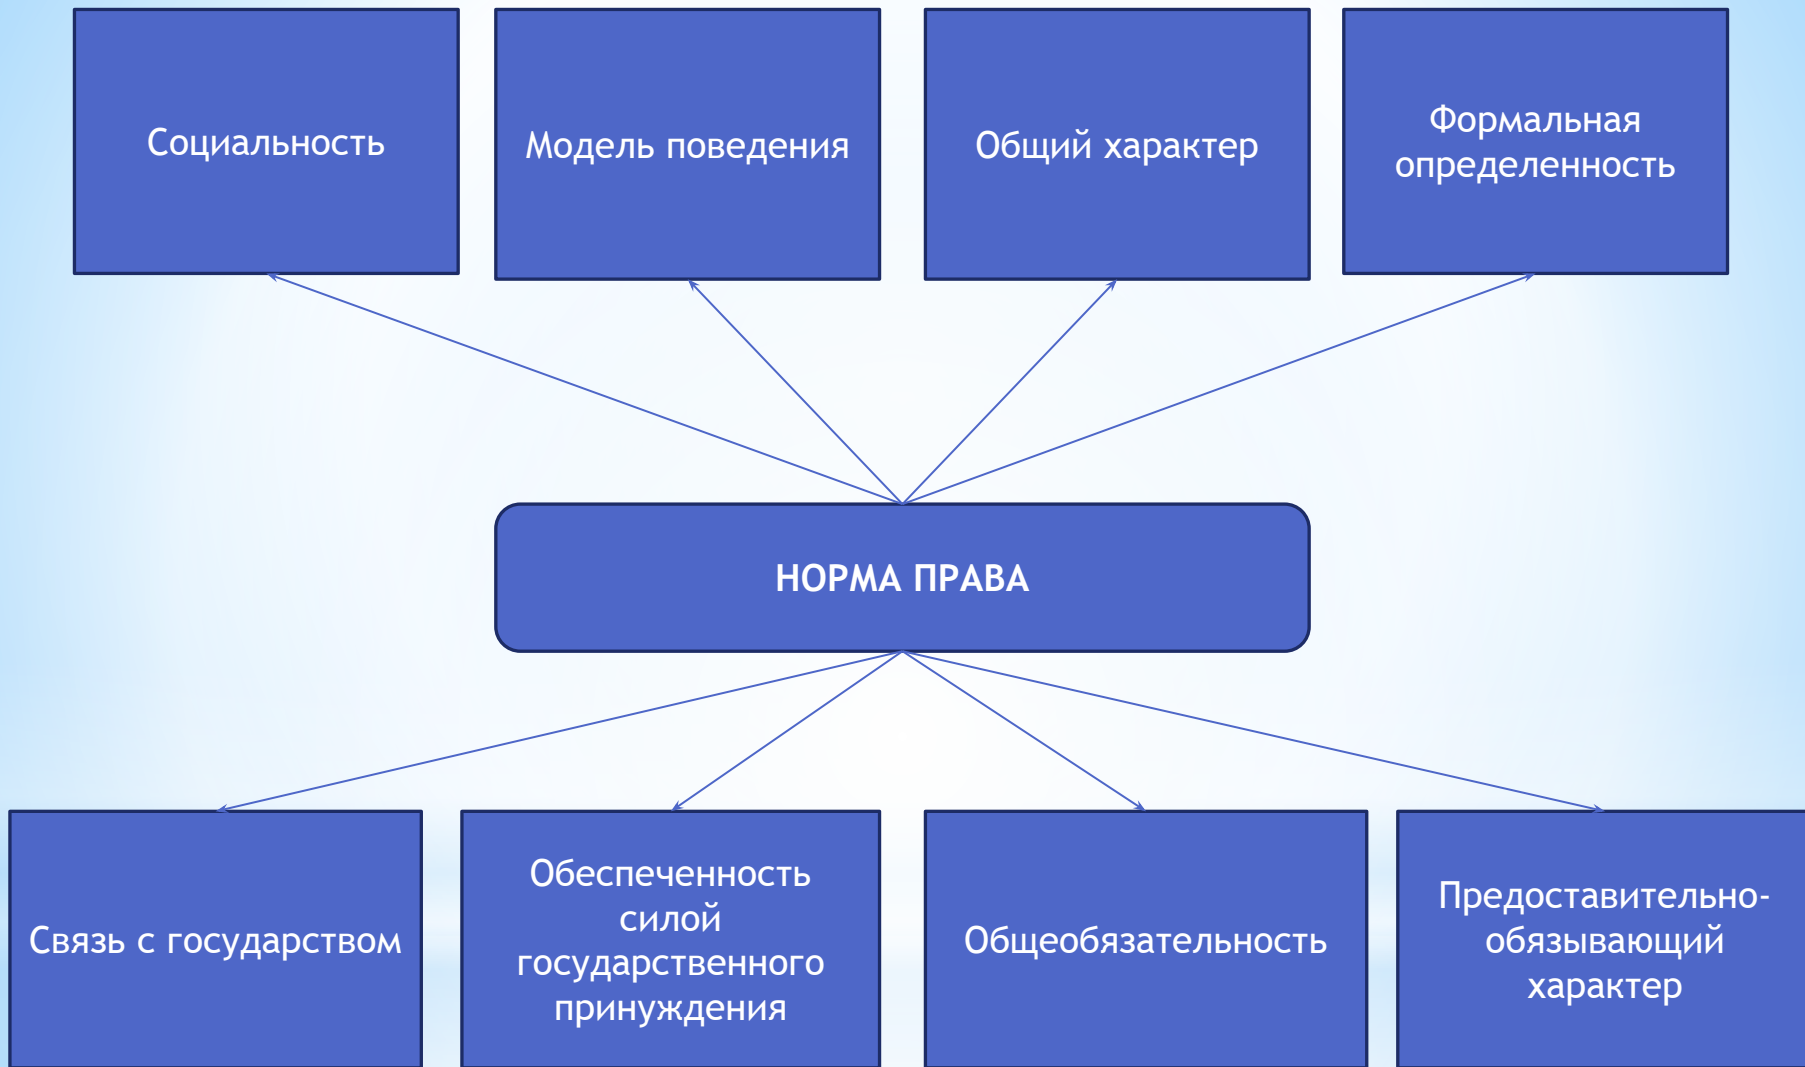 Социальность
Модель поведения
Общий характер
Формальная
определенность
НОРМА ПРАВА
Связь с государством
Обеспеченность
силой
государственного
принуждения
Общеобязательность
Предоставительно-
обязывающий
характер